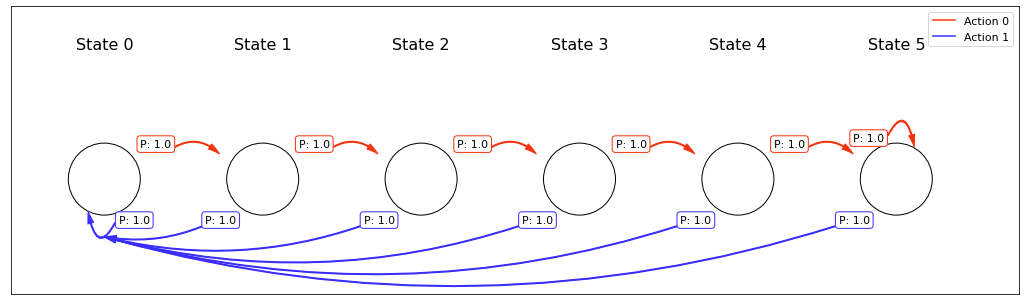 Action 0
Action 1
State 0 State 1 State 2 State 3 State 4 State 5
P: 1.0 P: 1.0 P: 1.0 P: 1.0 P: 1.0 P: 1.0
P: 1.0 P: 1.0 P: 1.0 P: 1.0 P: 1.0 P: 1.0